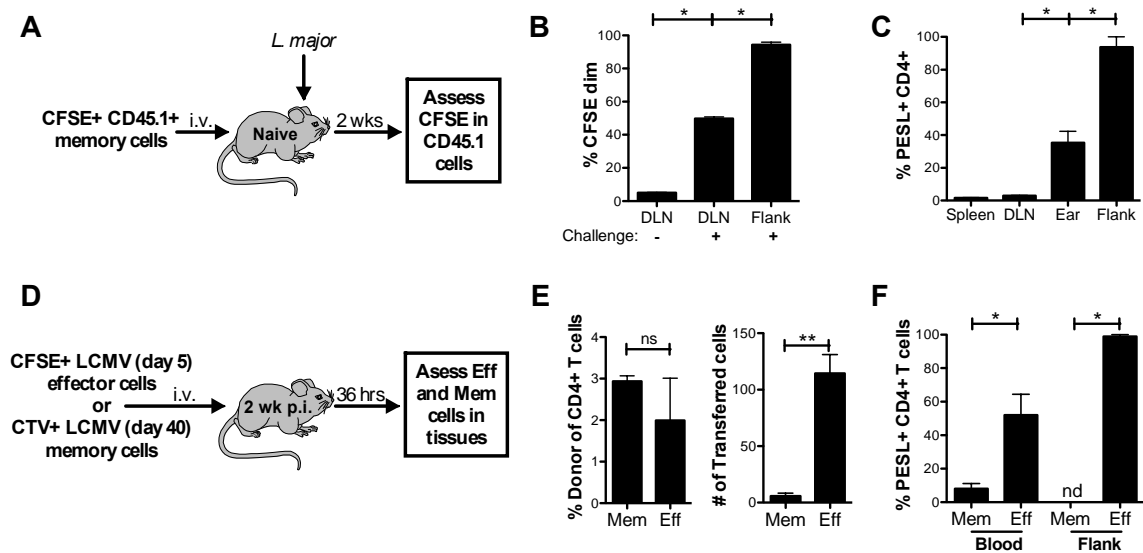 A
L. major
CFSE+ CD45.1+
memory cells
i.v.
Naive
2 wks
Assess
CFSE in
CD45.1
cells
B
% CFSE dim
100
80
60
40
20
0
* *
DLN DLN Flank
Challenge: - + +
C
% PESL+ CD4+
100
80
60
40
20
0
* *
Spleen DLN Ear Flank
D
CFSE+ LCMV (day 5)
effector cells
or
CTV+ LCMV (day 40)
memory cells
i.v.
2 wk p.i.
36 hrs
Asess Eff
and Mem
cells in
tissues
E
% Donor of CD4+ T cells
4
3
2
1
0
ns
Mem Eff
# of Transferred cells
150
100
50
0
**
Mem Eff
F
% PESL+ CD4+ T cells
100
80
60
40
20
0
* *
nd
Mem Eff Mem Eff
Blood Flank